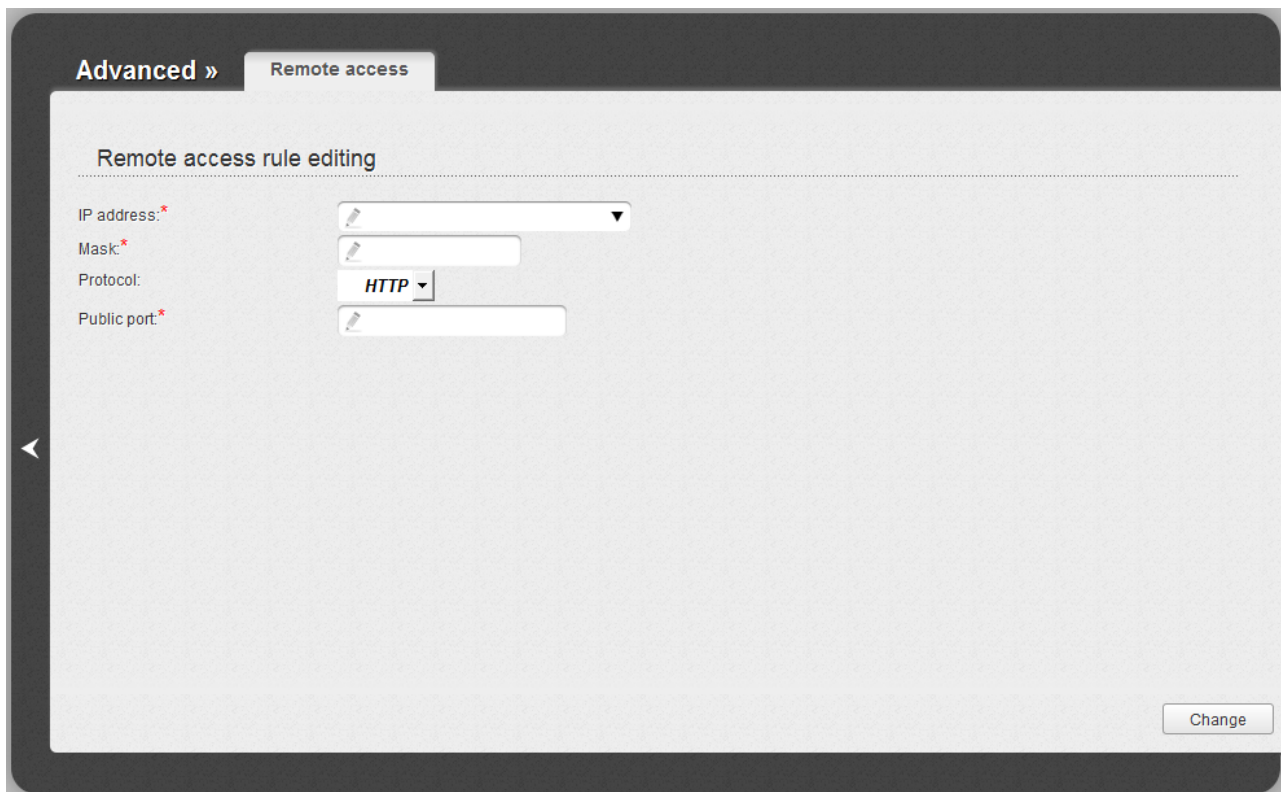 Advanced » Remote access
Remote access rule editing
IP address:*
Mask:*
Protocol: HTTP
Public port:*
Change